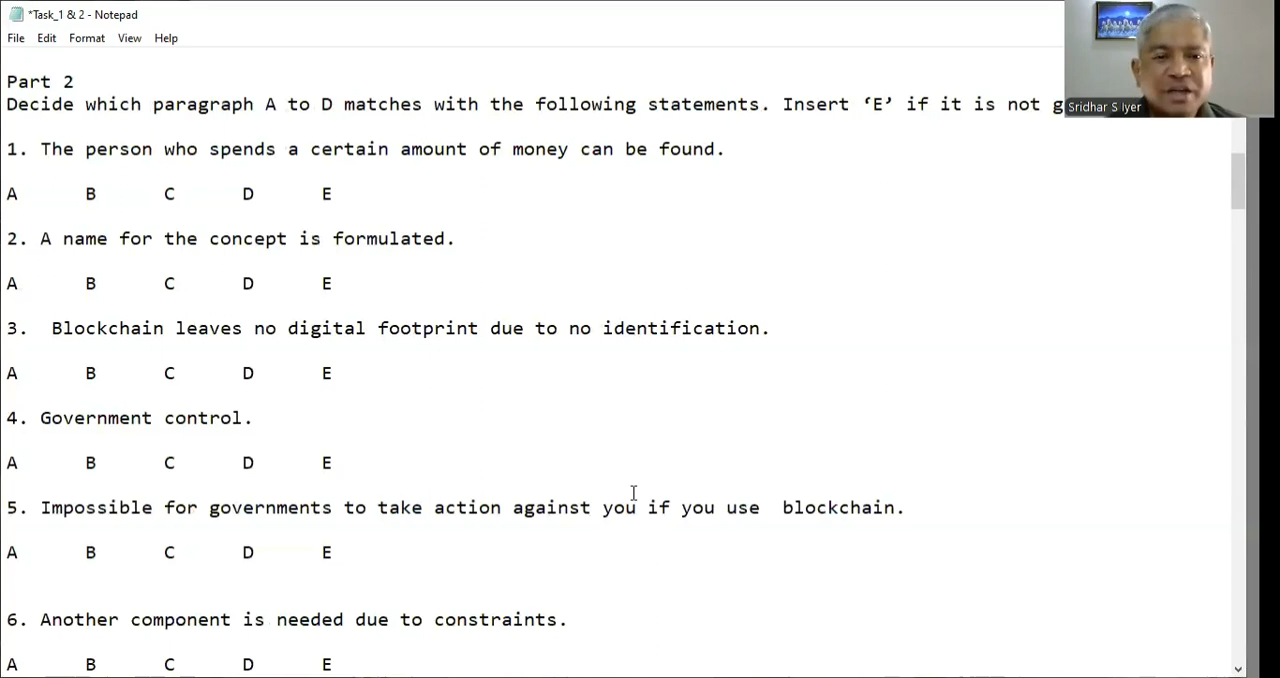 *Task_1 & 2 - Notepad
File Edit Format View Help
Part 2
Decide which paragraph A to D matches with the following statements. Insert ‘E’ if it is not
Sridhar S Iyer
1. The person who spends a certain amount of money can be found.
A B C D E
2. A name for the concept is formulated.
A B C D E
3. Blockchain leaves no digital footprint due to no identification.
A B C D E
4. Government control.
A B C D E
5. Impossible for governments to take action against you if you use blockchain.
A B C D E
6. Another component is needed due to constraints.
A B C D E